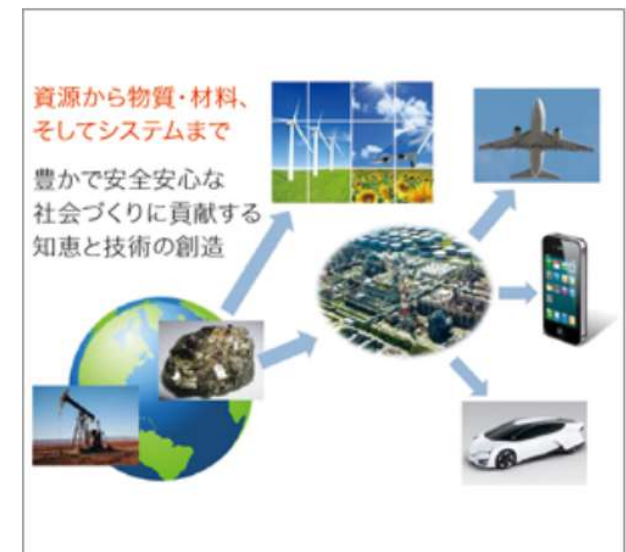 資源から物質・材料、
そしてシステムまで
豊かで安全安心な
社会づくりに貢献する
知恵と技術の創造